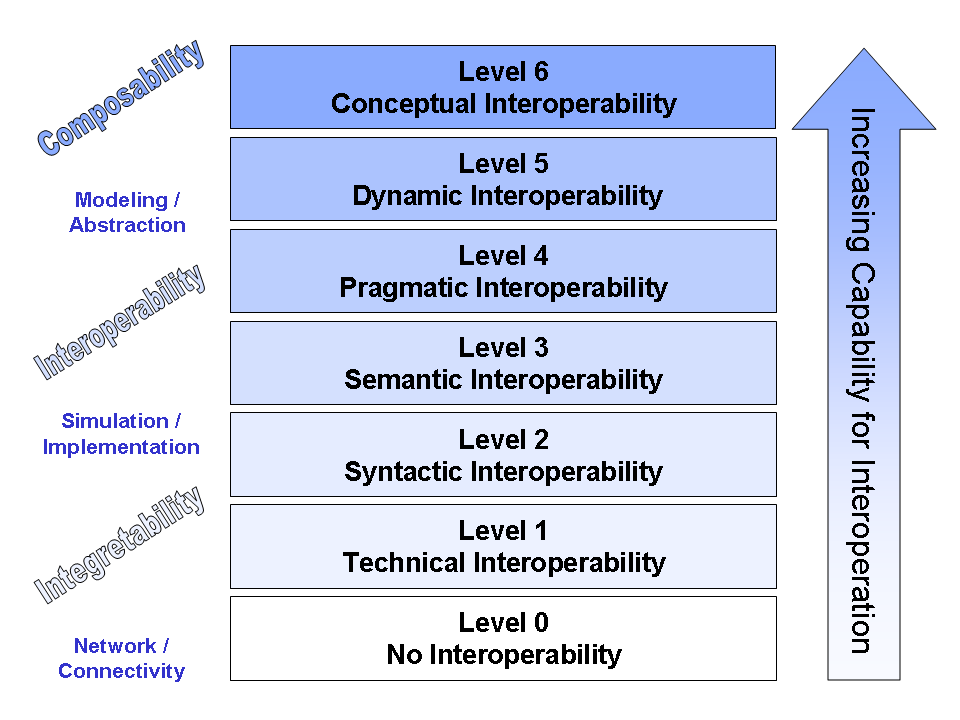 Composability
Modeling /
Abstraction
Interoperability
Simulation /
Implementation
Integretability
Network /
Connectivity
Level 6
Conceptual Interoperability
Level 5
Dynamic Interoperability
Level 4
Pragmatic Interoperability
Level 3
Semantic Interoperability
Level 2
Syntactic Interoperability
Level 1
Technical Interoperability
Level 0
No Interoperability
Increasing Capability for Interoperation